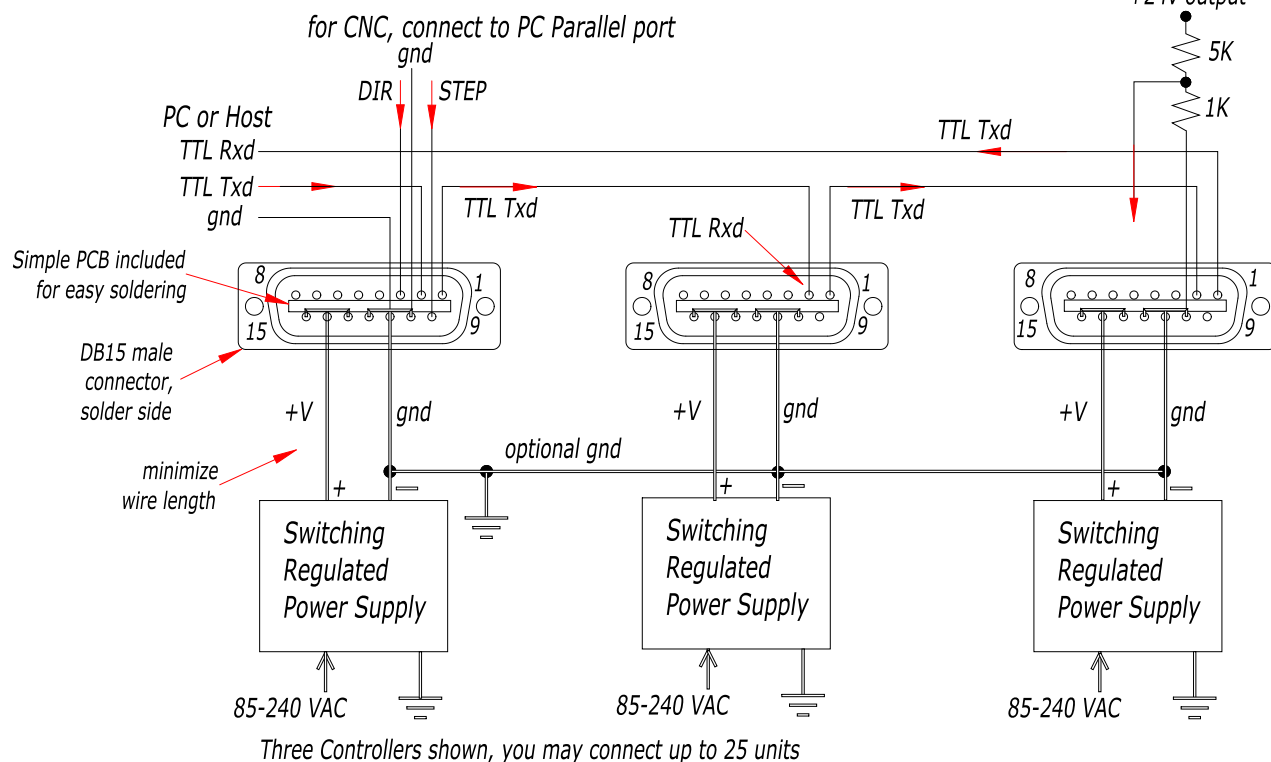 +24v output
for CNC, connect to PC Parallel port
gnd
5K
DIR
STEP
1K
PC or Host
TTL Txd
TTL Rxd
TTL Txd
TTL Txd
TTL Txd
gnd
TTL Rxd
Simple PCB included
for easy soldering
8
1
8
1
8
1
15
9
15
9
15
9
DB15 male
connector,
solder side
+V
gnd
+V
gnd
+V
gnd
optional gnd
minimize
wire length
+
—
+
—
+
—
Switching
Regulated
Power Supply
Switching
Regulated
Power Supply
Switching
Regulated
Power Supply
85-240 VAC
85-240 VAC
85-240 VAC
Three Controllers shown, you may connect up to 25 units